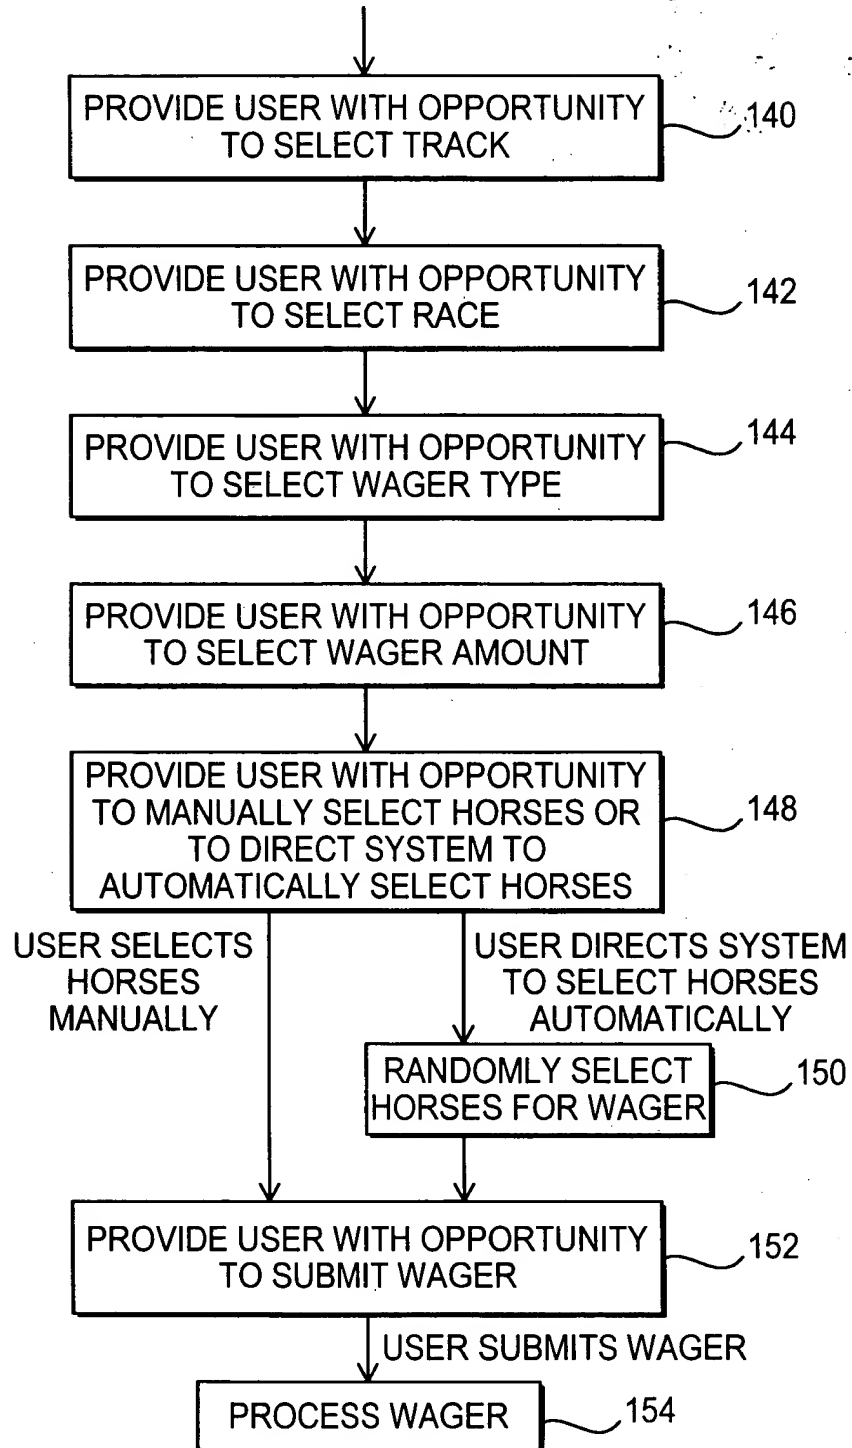 PROVIDE USER WITH OPPORTUNITY
TO SELECT TRACK
140
PROVIDE USER WITH OPPORTUNITY
TO SELECT RACE
142
PROVIDE USER WITH OPPORTUNITY
TO SELECT WAGER TYPE
144
PROVIDE USER WITH OPPORTUNITY
TO SELECT WAGER AMOUNT
146
PROVIDE USER WITH OPPORTUNITY
TO MANUALLY SELECT HORSES OR
TO DIRECT SYSTEM TO
AUTOMATICALLY SELECT HORSES
148
USER SELECTS
HORSES
MANUALLY
USER DIRECTS SYSTEM
TO SELECT HORSES
AUTOMATICALLY
RANDOMLY SELECT
HORSES FOR WAGER
150
PROVIDE USER WITH OPPORTUNITY
TO SUBMIT WAGER
152
USER SUBMITS WAGER
PROCESS WAGER
154